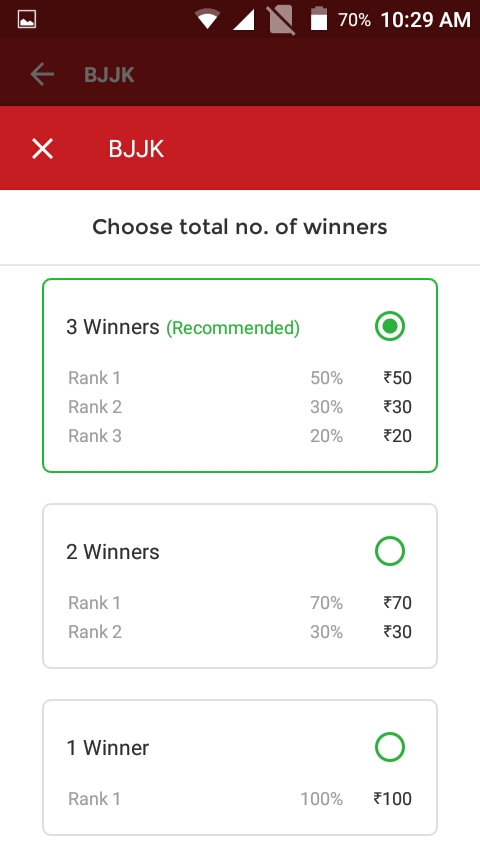 70% 10:29 AM
BJJK
BJJK
Choose total no. of winners
3 Winners (Recommended)
Rank 1 50% ₹50
Rank 2 30% ₹30
Rank 3 20% ₹20
2 Winners
Rank 1 70% ₹70
Rank 2 30% ₹30
1 Winner
Rank 1 100% ₹100